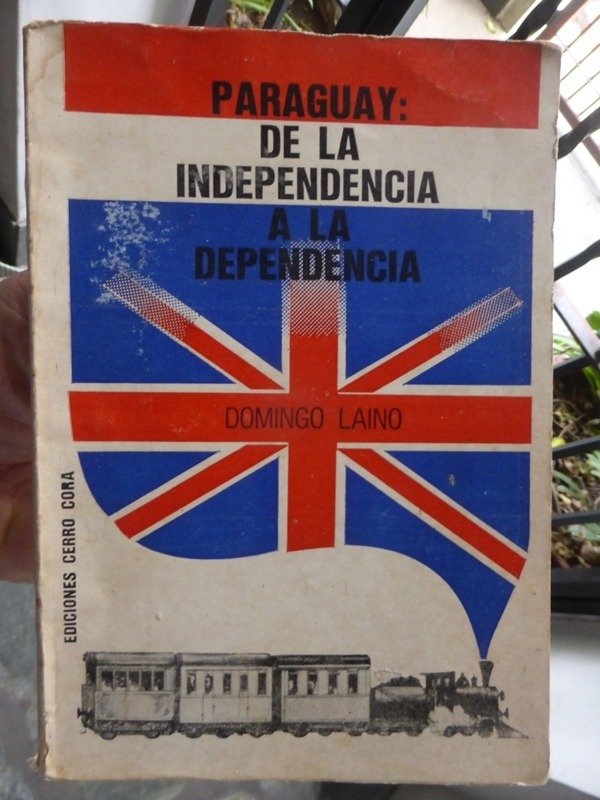 PARAGUAY:
DE LA
INDEPENDENCIA
A LA
DEPENDENCIA
DOMINGO LAINO
EDICIONES CERRO CORA